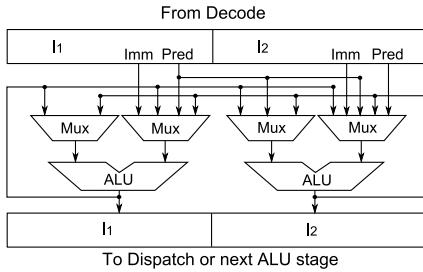 From Decode
I1 I2
Imm Pred Imm Pred
Mux Mux Mux Mux
ALU ALU
I1 I2
To Dispatch or next ALU stage